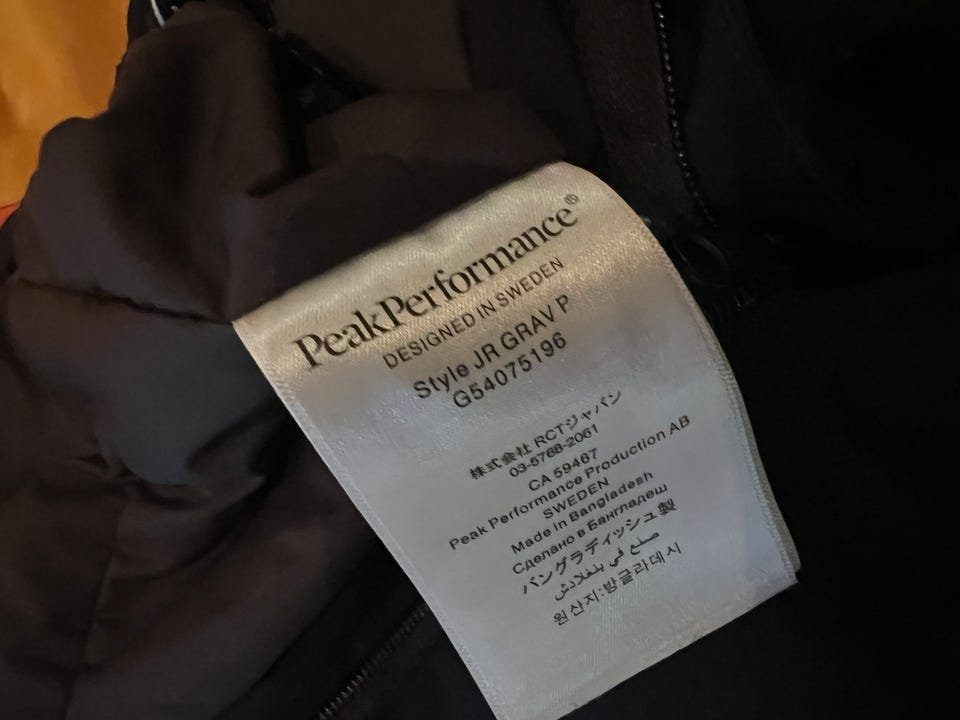 PeakPerformance®
DESIGNED IN SWEDEN
Style JR GRAV P
G54075196
株式会社 RCTジャパン
03-5768-2061
CA 59467
Peak Performance Production AB
SWEDEN
Made in Bangladesh
Сделано в Бангладеш
バングラディッシュ製
صنع في بنغلادش
원산지:방글라데시